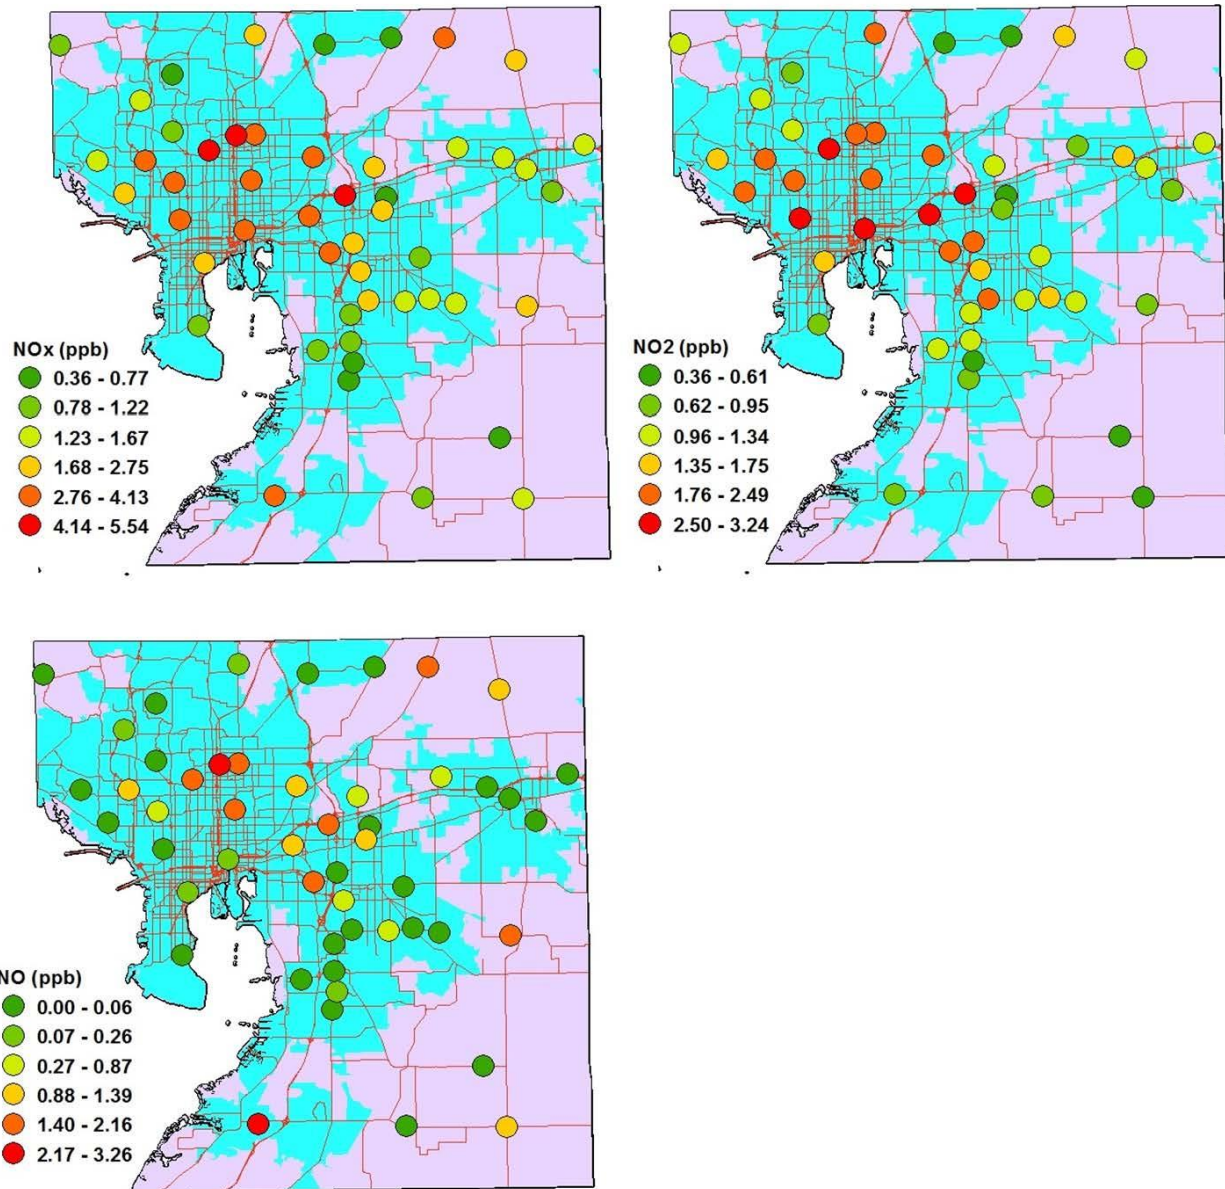 NOx (ppb)
0.36 - 0.77
0.78 - 1.22
1.23 - 1.67
1.68 - 2.75
2.76 - 4.13
4.14 - 5.54
NO2 (ppb)
0.36 - 0.61
0.62 - 0.95
0.96 - 1.34
1.35 - 1.75
1.76 - 2.49
2.50 - 3.24
NO (ppb)
0.00 - 0.06
0.07 - 0.26
0.27 - 0.87
0.88 - 1.39
1.40 - 2.16
2.17 - 3.26